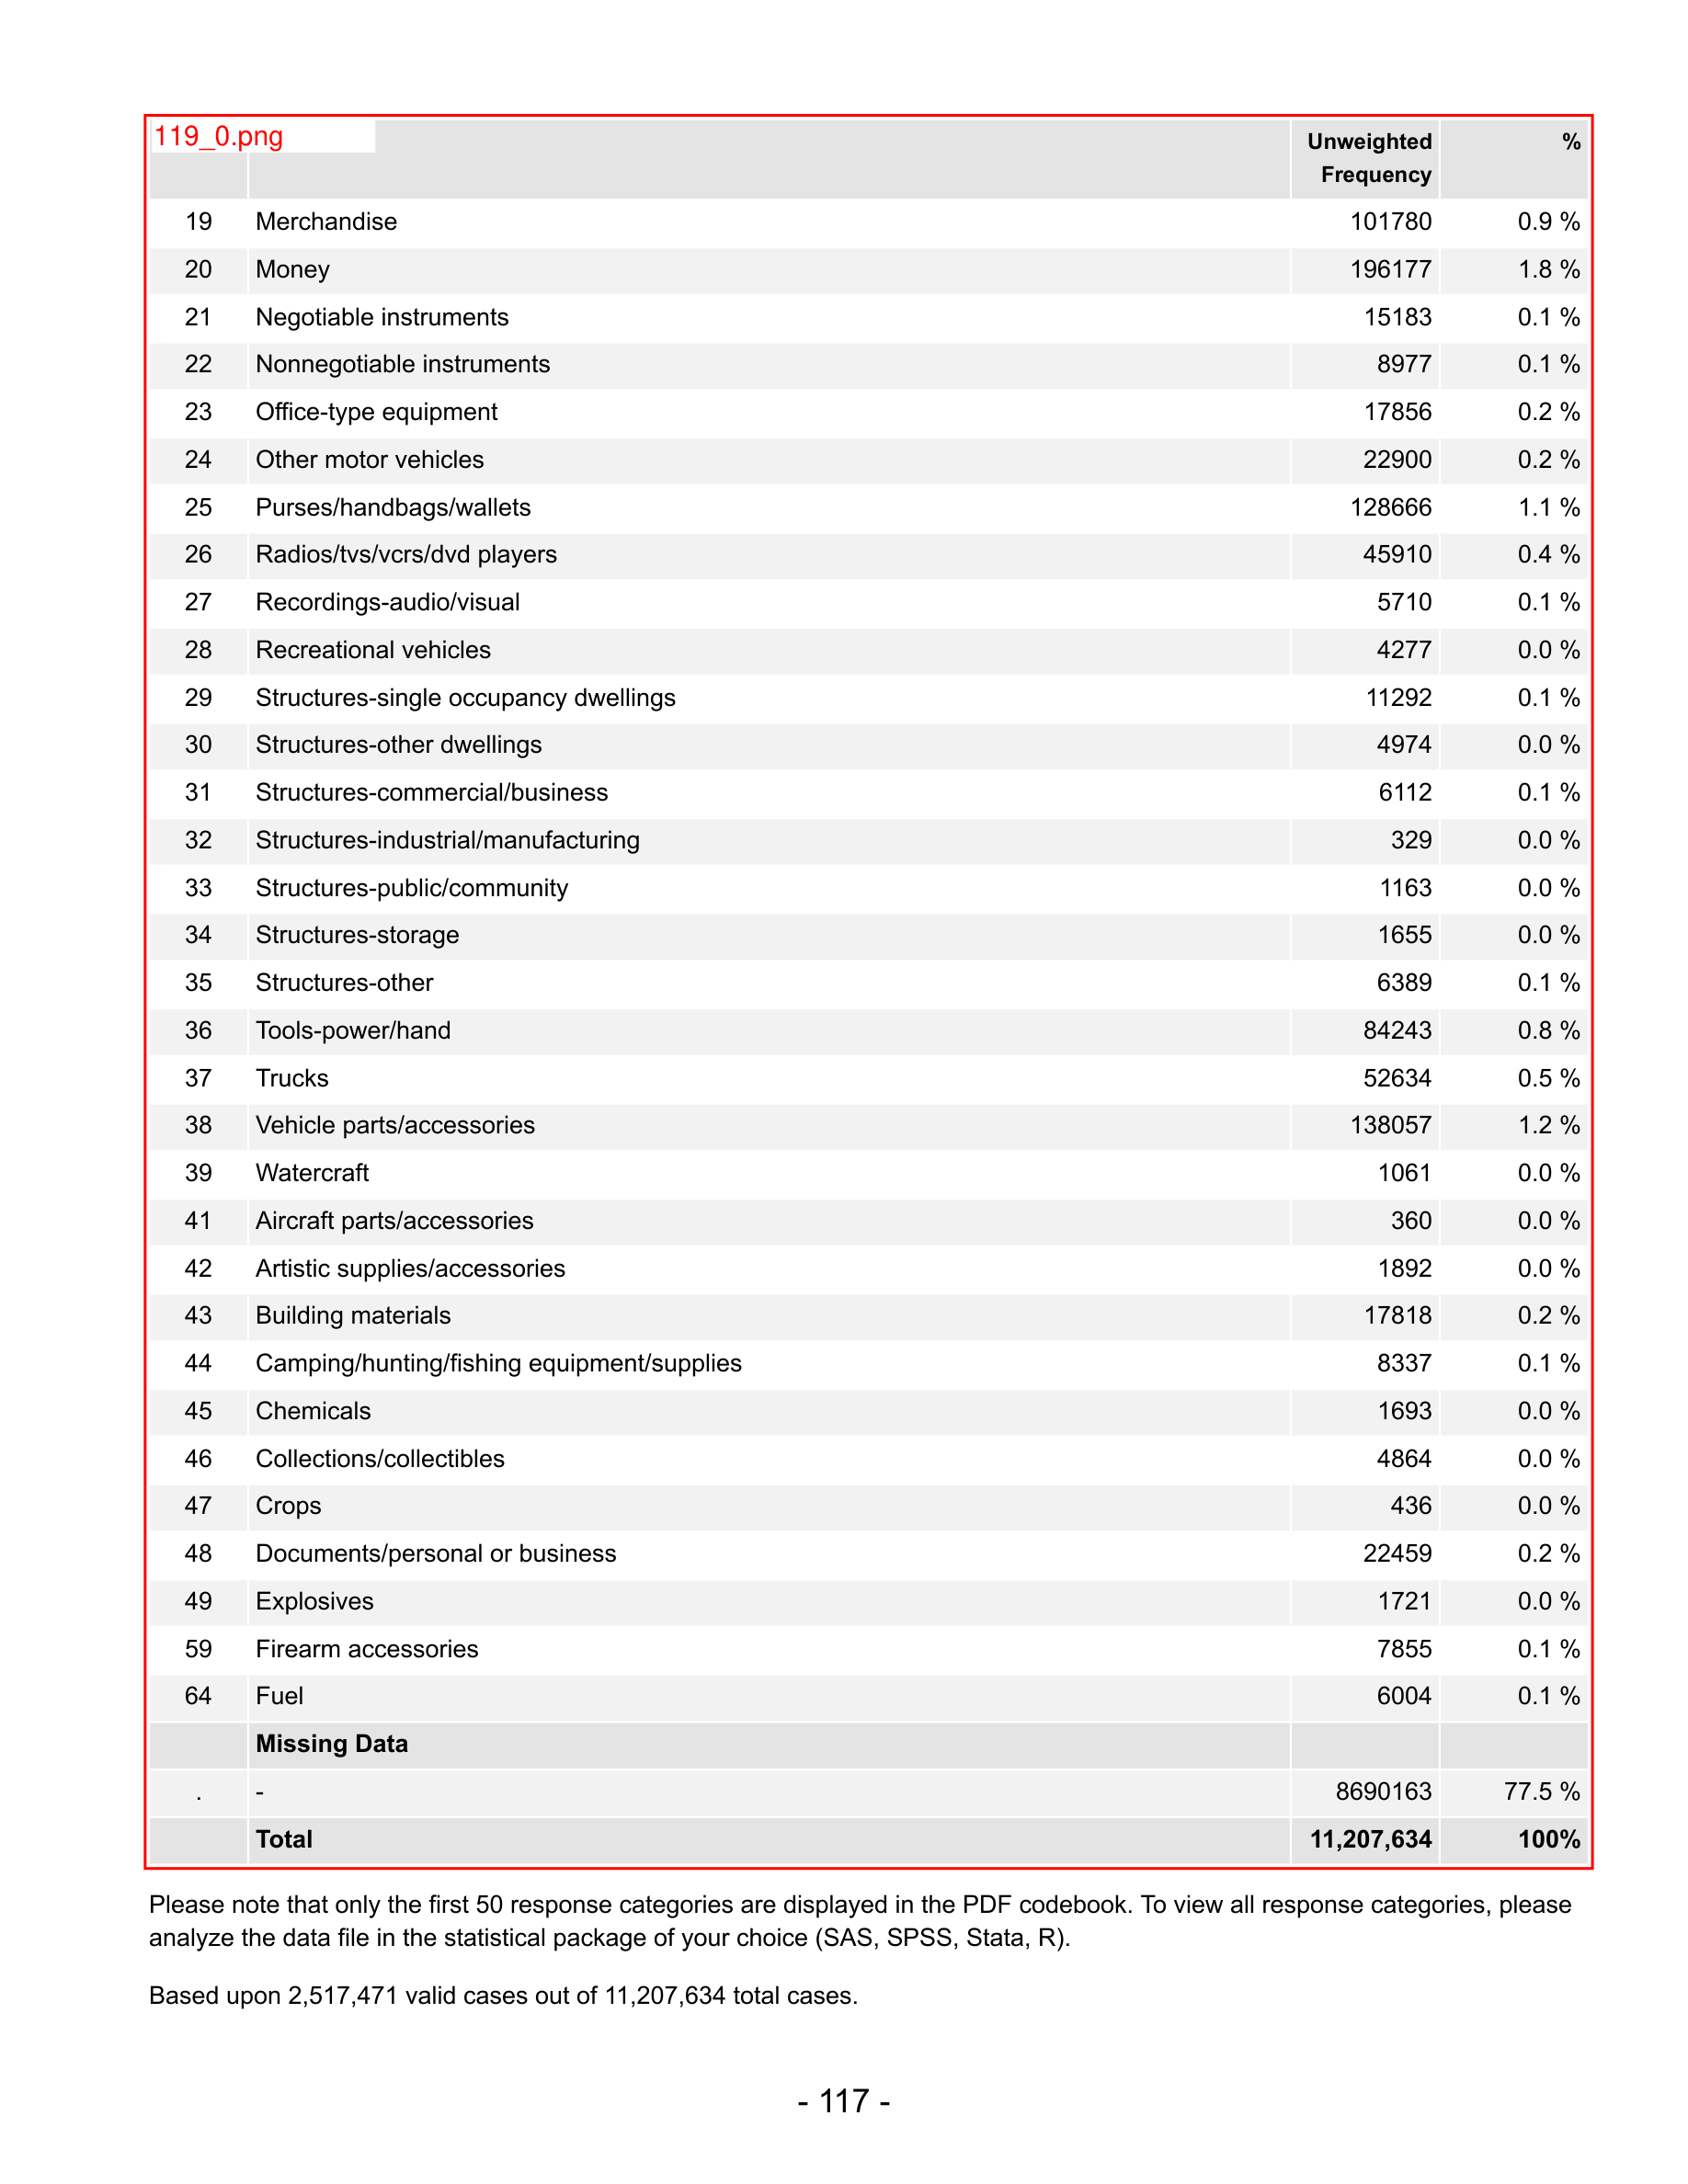 119_0.png
Unweighted Frequency %
19 Merchandise 101780 0.9 %
20 Money 196177 1.8 %
21 Negotiable instruments 15183 0.1 %
22 Nonnegotiable instruments 8977 0.1 %
23 Office-type equipment 17856 0.2 %
24 Other motor vehicles 22900 0.2 %
25 Purses/handbags/wallets 128666 1.1 %
26 Radios/tvs/vcrs/dvd players 45910 0.4 %
27 Recordings-audio/visual 5710 0.1 %
28 Recreational vehicles 4277 0.0 %
29 Structures-single occupancy dwellings 11292 0.1 %
30 Structures-other dwellings 4974 0.0 %
31 Structures-commercial/business 6112 0.1 %
32 Structures-industrial/manufacturing 329 0.0 %
33 Structures-public/community 1163 0.0 %
34 Structures-storage 1655 0.0 %
35 Structures-other 6389 0.1 %
36 Tools-power/hand 84243 0.8 %
37 Trucks 52634 0.5 %
38 Vehicle parts/accessories 138057 1.2 %
39 Watercraft 1061 0.0 %
41 Aircraft parts/accessories 360 0.0 %
42 Artistic supplies/accessories 1892 0.0 %
43 Building materials 17818 0.2 %
44 Camping/hunting/fishing equipment/supplies 8337 0.1 %
45 Chemicals 1693 0.0 %
46 Collections/collectibles 4864 0.0 %
47 Crops 436 0.0 %
48 Documents/personal or business 22459 0.2 %
49 Explosives 1721 0.0 %
59 Firearm accessories 7855 0.1 %
64 Fuel 6004 0.1 %
Missing Data
. - 8690163 77.5 %
Total 11,207,634 100%
Please note that only the first 50 response categories are displayed in the PDF codebook. To view all response categories, please
analyze the data file in the statistical package of your choice (SAS, SPSS, Stata, R).
Based upon 2,517,471 valid cases out of 11,207,634 total cases.
- 117 -